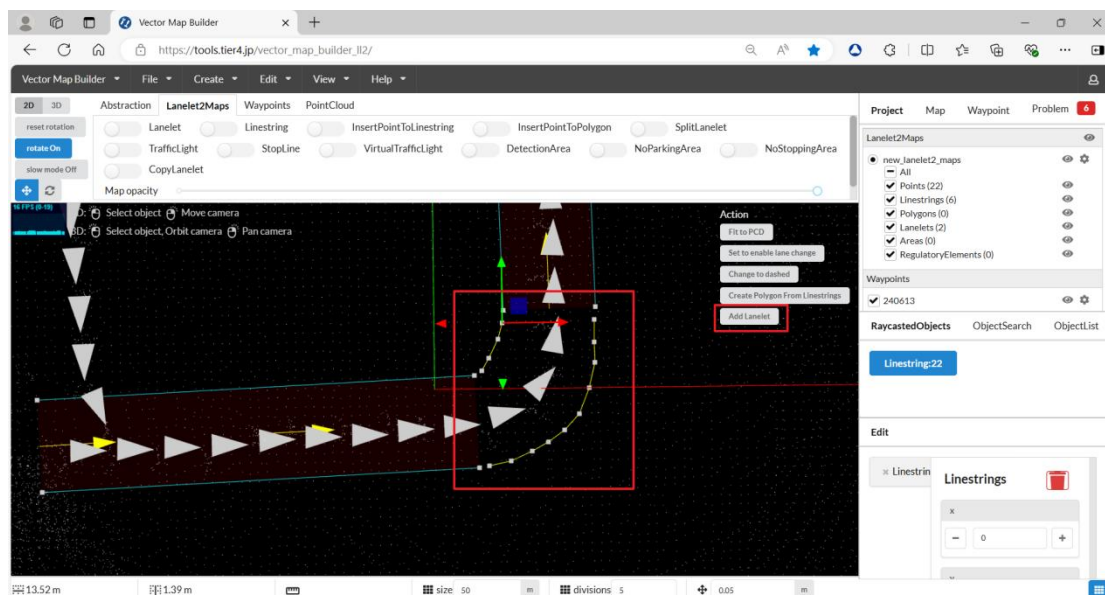 Vector Map Builder
https://tools.tier4.jp/vector_map_builder_ll2/
Vector Map Builder File Create Edit View Help
2D 3D Abstraction Lanelet2Maps Waypoints PointCloud
reset rotation Lanelet Linestring InsertPointToLinestring InsertPointToPolygon SplitLanelet
rotate On TrafficLight StopLine VirtualTrafficLight DetectionArea NoParkingArea NoStoppingArea
slow mode Off CopyLanelet
Map opacity
16 FPS (0-19) D: Select object Move camera
3D: Select object, Orbit camera Pan camera
Action
Fit to PCD
Set to enable lane change
Change to dashed
Create Polygon From Linestrings
Add Lanelet
Project Map Waypoint Problem 6
Lanelet2Maps
new_lanelet2_maps
All
Points (22)
Linestrings (6)
Polygons (0)
Lanelets (2)
Areas (0)
RegulatoryElements (0)
Waypoints
240613
RaycastedObjects ObjectSearch ObjectList
Linestring:22
Edit
Linestrin
Linestrings
x
0
13.52 m 1.39 m size 50 m divisions 5 0.05 m